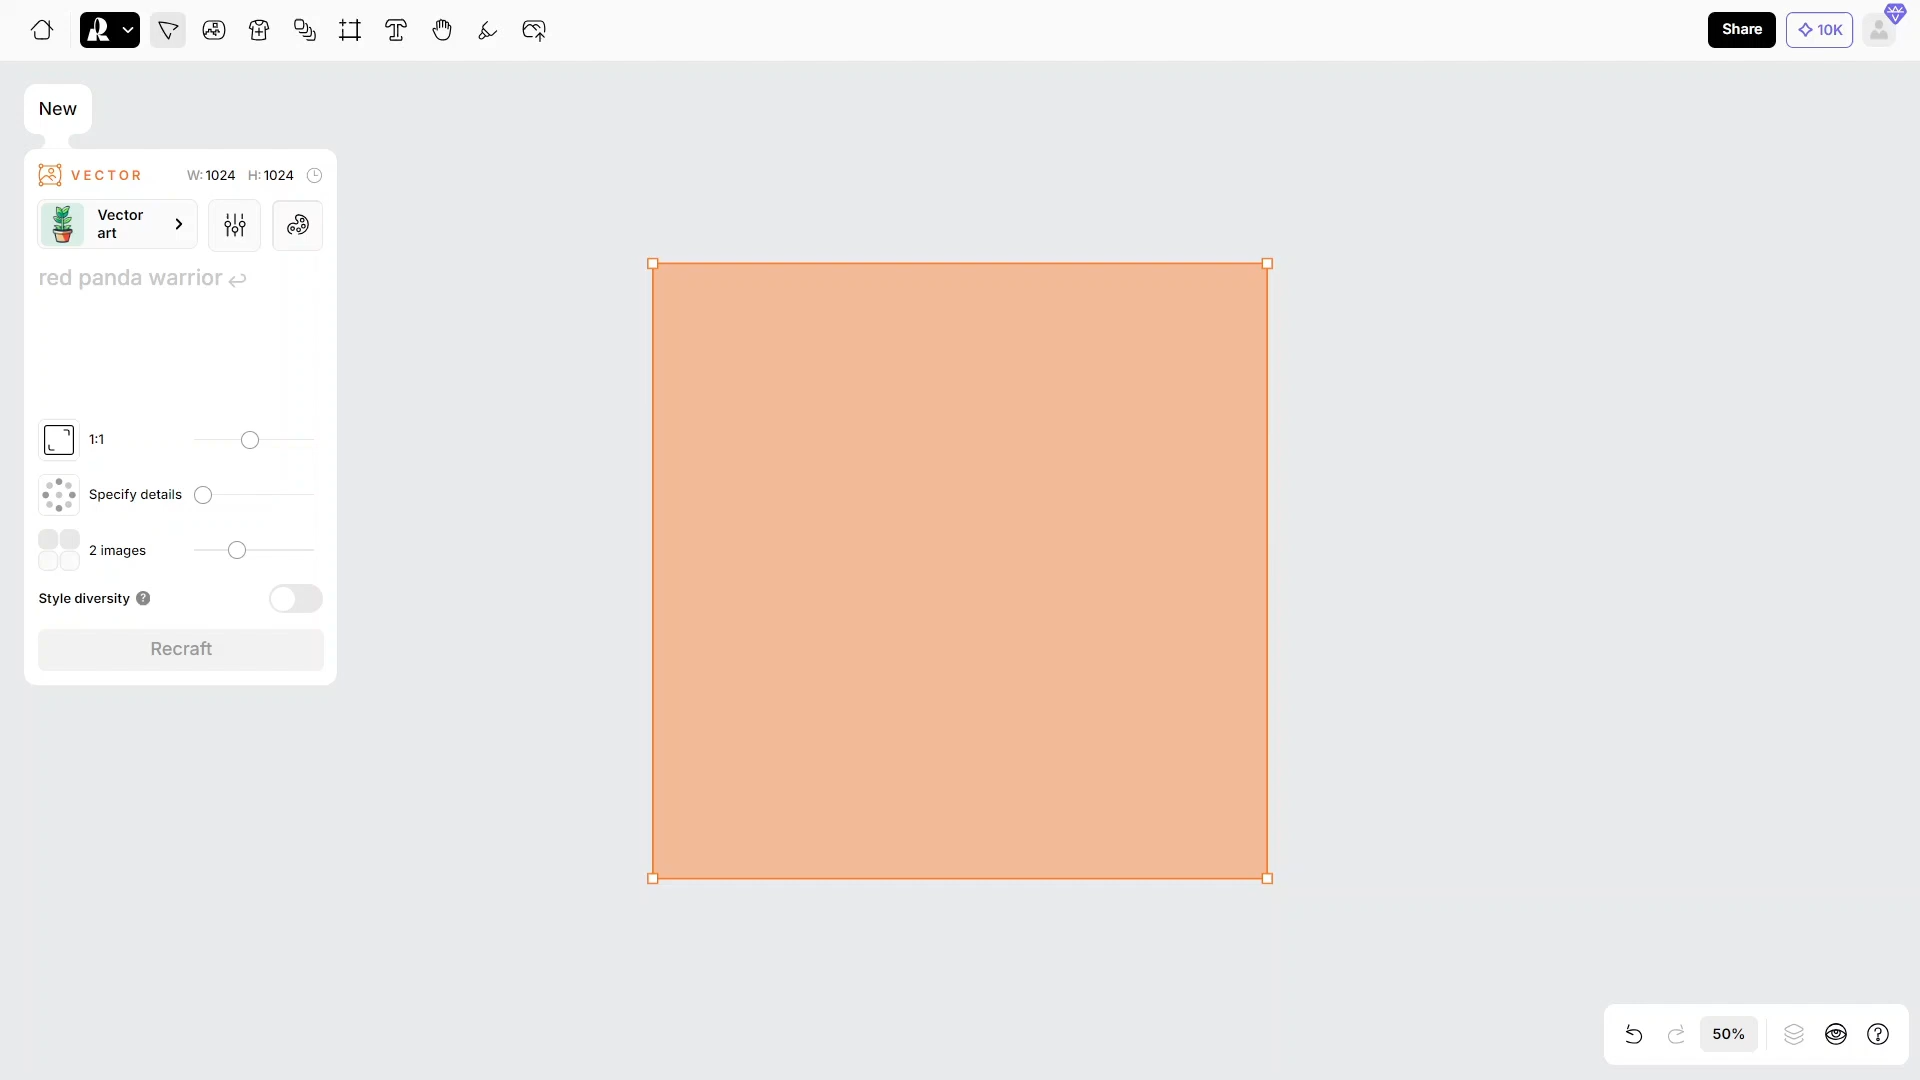 Share
10K
New
VECTOR W: 1024 H: 1024
Vector
art
red panda warrior
1:1
Specify details
2 images
Style diversity ?
Recraft
50%